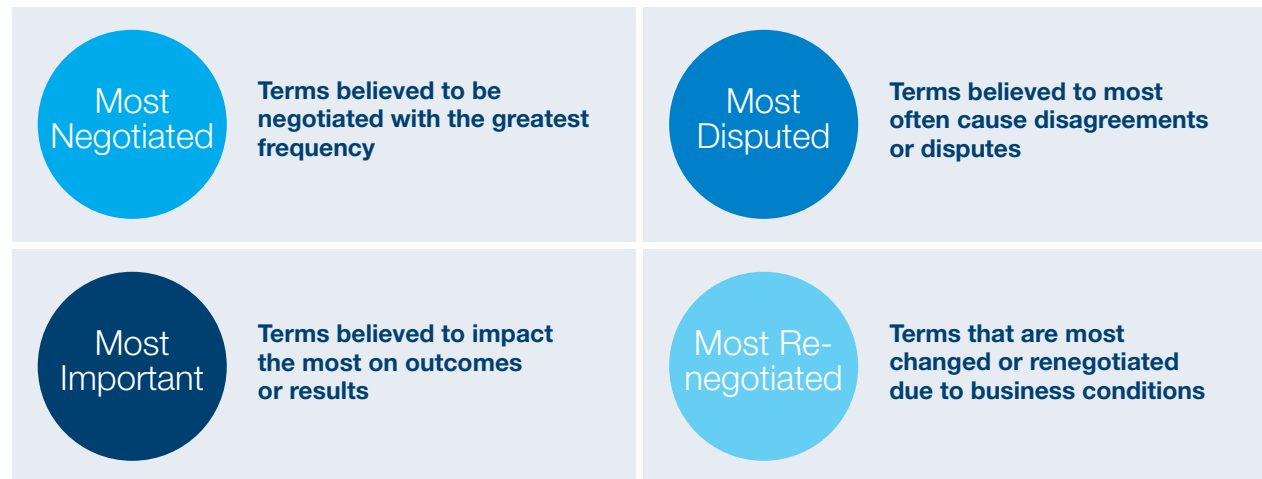 Most
Negotiated
Terms believed to be
negotiated with the greatest
frequency
Most
Disputed
Terms believed to most
often cause disagreements
or disputes
Most
Important
Terms believed to impact
the most on outcomes
or results
Most Re-
negotiated
Terms that are most
changed or renegotiated
due to business conditions